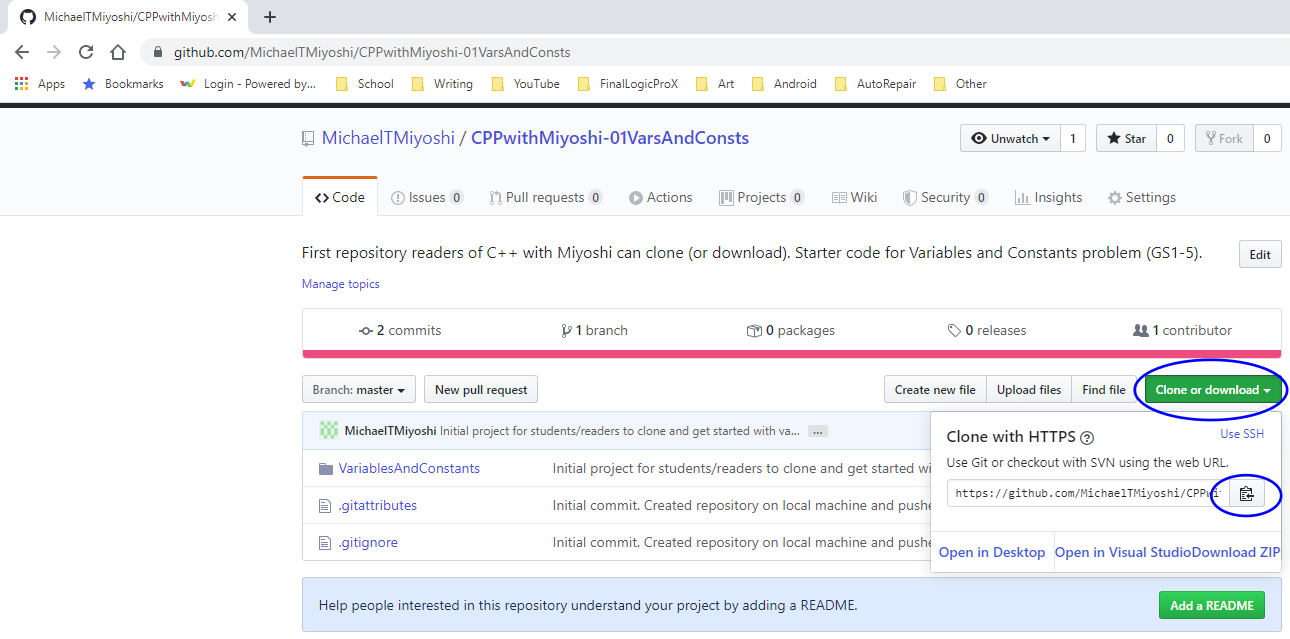 MichaelTMiyoshi/CPPwithMiyosh
github.com/MichaelTMiyoshi/CPPwithMiyoshi-01VarsAndConsts
Apps Bookmarks Login - Powered by... School Writing YouTube FinalLogicProX Art Android AutoRepair Other
MichaelTMiyoshi / CPPwithMiyoshi-01VarsAndConsts
Unwatch 1 Star 0 Fork 0
Code Issues 0 Pull requests 0 Actions Projects 0 Wiki Security 0 Insights Settings
First repository readers of C++ with Miyoshi can clone (or download). Starter code for Variables and Constants problem (GS1-5).
Edit
Manage topics
2 commits 1 branch 0 packages 0 releases 1 contributor
Branch: master New pull request Create new file Upload files Find file Clone or download
MichaelTMiyoshi Initial project for students/readers to clone and get started with va... ...
VariablesAndConstants Initial project for students/readers to clone and get started wi
.gitattributes Initial commit. Created repository on local machine and pushe
.gitignore Initial commit. Created repository on local machine and pushe
Clone with HTTPS ? Use SSH
Use Git or checkout with SVN using the web URL.
https://github.com/MichaelTMiyoshi/CPPwi
Open in Desktop Open in Visual Studio Download ZIP
Help people interested in this repository understand your project by adding a README.
Add a README